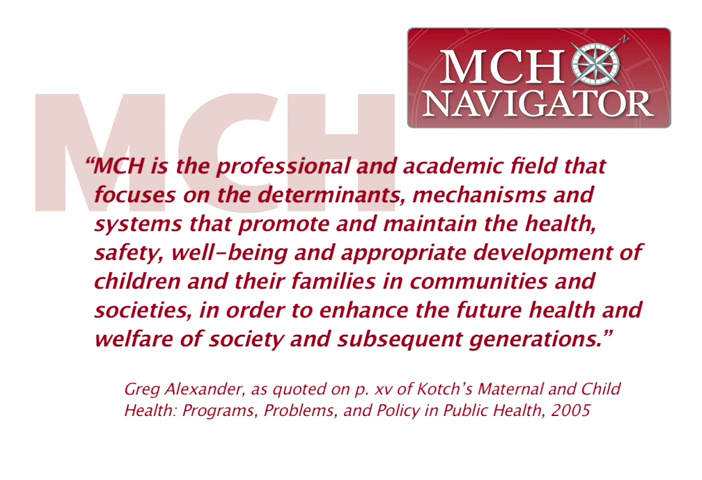 MCH
NAVIGATOR
N
MCH
“MCH is the professional and academic field that
focuses on the determinants, mechanisms and
systems that promote and maintain the health,
safety, well-being and appropriate development of
children and their families in communities and
societies, in order to enhance the future health and
welfare of society and subsequent generations.”
Greg Alexander, as quoted on p. xv of Kotch’s Maternal and Child
Health: Programs, Problems, and Policy in Public Health, 2005